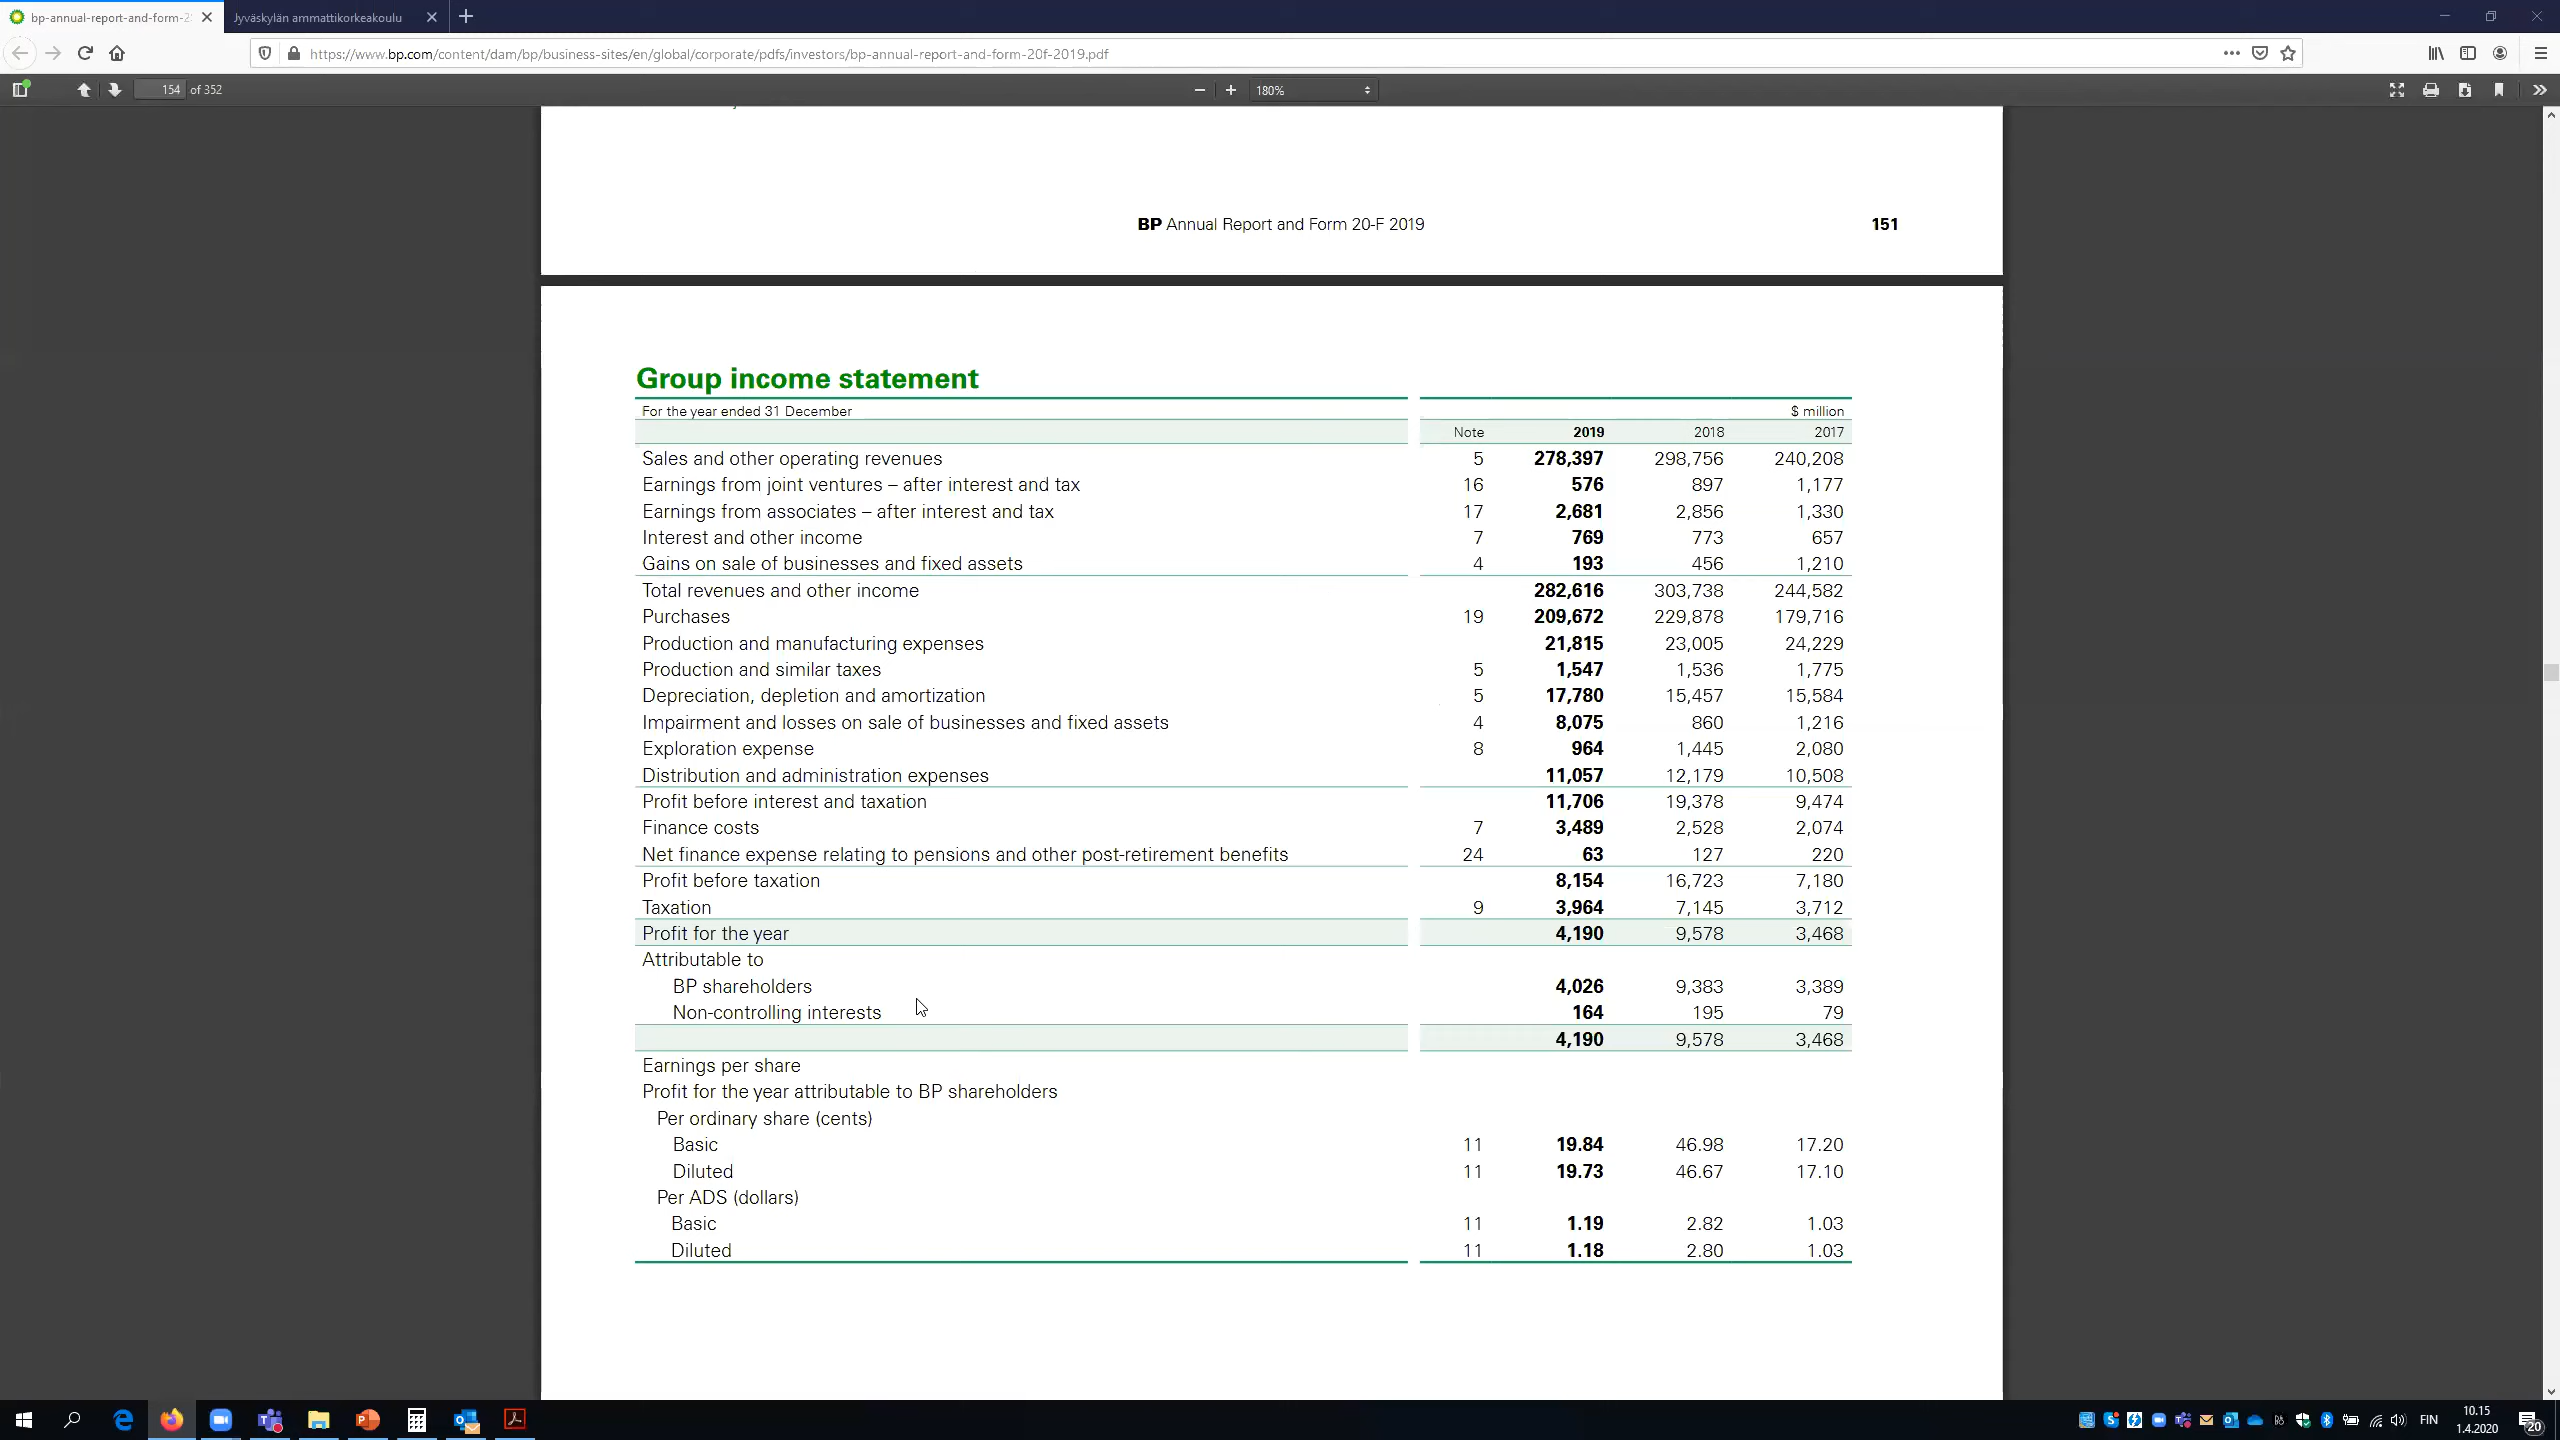 bp-annual-report-and-form-2
Jyväskylän ammattikorkeakoulu
https://www.bp.com/content/dam/bp/business-sites/en/global/corporate/pdfs/investors/bp-annual-report-and-form-20f-2019.pdf
154 of 352
180%
BP Annual Report and Form 20-F 2019 151
Group income statement
For the year ended 31 December $ million
Note 2019 2018 2017
Sales and other operating revenues 5 278,397 298,756 240,208
Earnings from joint ventures – after interest and tax 16 576 897 1,177
Earnings from associates – after interest and tax 17 2,681 2,856 1,330
Interest and other income 7 769 773 657
Gains on sale of businesses and fixed assets 4 193 456 1,210
Total revenues and other income 282,616 303,738 244,582
Purchases 19 209,672 229,878 179,716
Production and manufacturing expenses 21,815 23,005 24,229
Production and similar taxes 5 1,547 1,536 1,775
Depreciation, depletion and amortization 5 17,780 15,457 15,584
Impairment and losses on sale of businesses and fixed assets 4 8,075 860 1,216
Exploration expense 8 964 1,445 2,080
Distribution and administration expenses 11,057 12,179 10,508
Profit before interest and taxation 11,706 19,378 9,474
Finance costs 7 3,489 2,528 2,074
Net finance expense relating to pensions and other post-retirement benefits 24 63 127 220
Profit before taxation 8,154 16,723 7,180
Taxation 9 3,964 7,145 3,712
Profit for the year 4,190 9,578 3,468
Attributable to
BP shareholders 4,026 9,383 3,389
Non-controlling interests 164 195 79
4,190 9,578 3,468
Earnings per share
Profit for the year attributable to BP shareholders
Per ordinary share (cents)
Basic 11 19.84 46.98 17.20
Diluted 11 19.73 46.67 17.10
Per ADS (dollars)
Basic 11 1.19 2.82 1.03
Diluted 11 1.18 2.80 1.03
FIN
10.15
1.4.2020
20